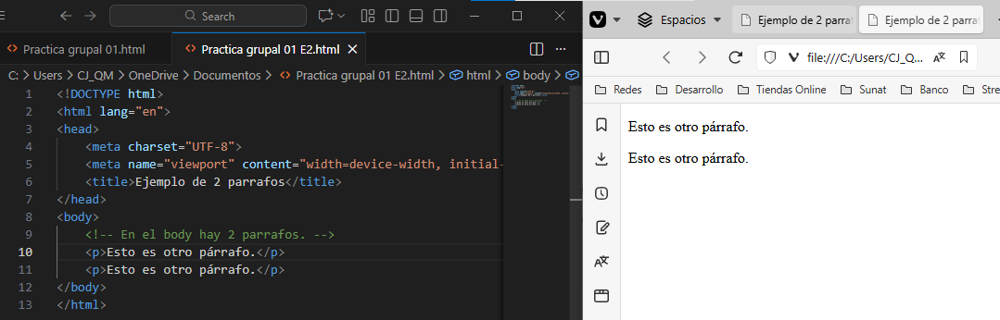 Search
Practica grupal 01.html
Practica grupal 01 E2.html
C: > Users > CJ_QM > OneDrive > Documentos > Practica grupal 01 E2.html > html > body >
1 <!DOCTYPE html>
2 <html lang="en">
3 <head>
4 <meta charset="UTF-8">
5 <meta name="viewport" content="width=device-width, initial-
6 <title>Ejemplo de 2 parrafos</title>
7 </head>
8 <body>
9 <!-- En el body hay 2 parrafos. -->
10 <p>Esto es otro párrafo.</p>
11 <p>Esto es otro párrafo.</p>
12 </body>
13 </html>
Espacios
Ejemplo de 2 parraf
Ejemplo de 2 parraf
file:///C:/Users/CJ_Q...
Redes Desarrollo Tiendas Online Sunat Banco Stre
Esto es otro párrafo.
Esto es otro párrafo.